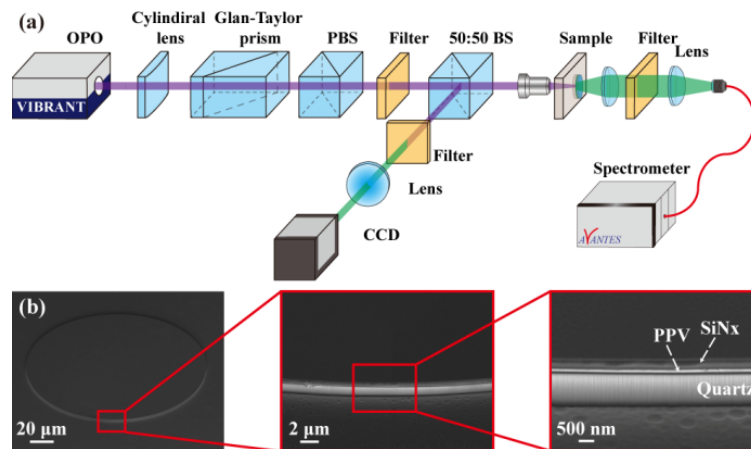 (a)
OPO
Cylindiral
lens
Glan-Taylor
prism
PBS
Filter
50:50 BS
Sample
Filter
Lens
VIBRANT
Filter
Lens
CCD
Spectrometer
AVANTES
(b)
20 μm
2 μm
PPV
SiNx
Quartz
500 nm